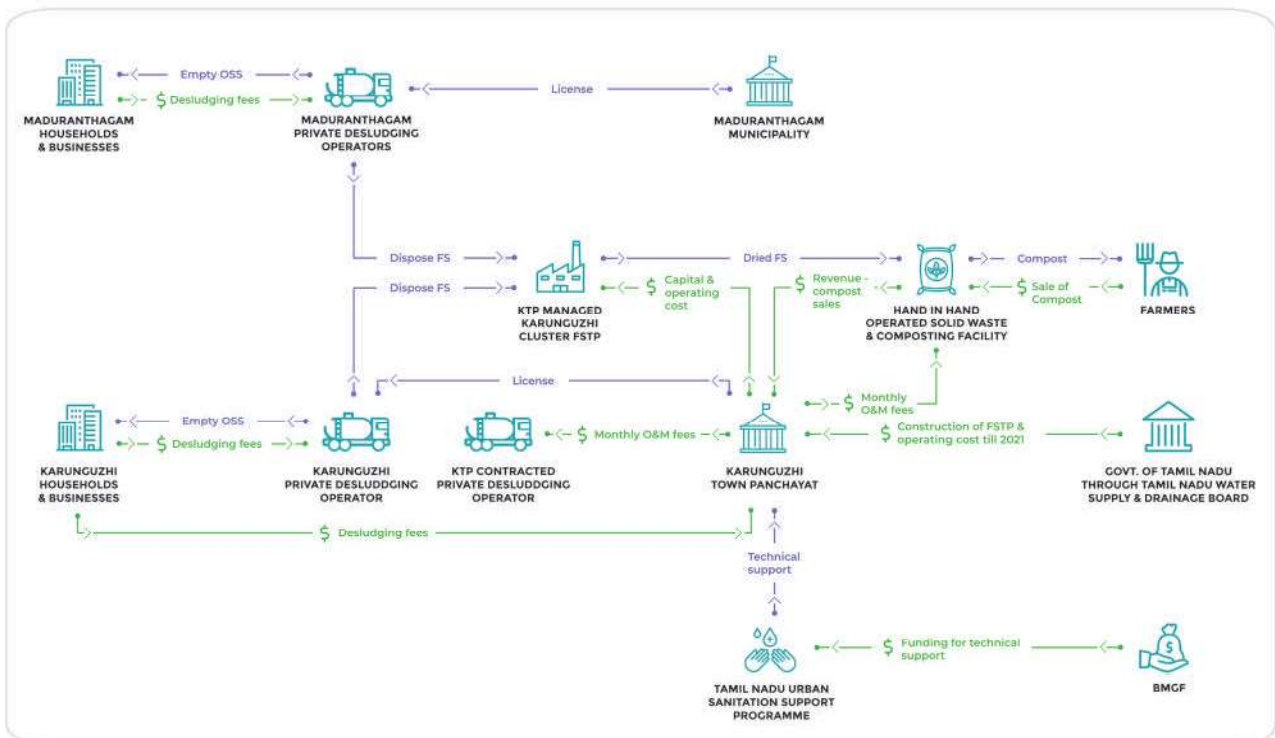 Empty OSS
$ Desludging fees
MADURANTHAGAM
HOUSEHOLDS
& BUSINESSES
MADURANTHAGAM
PRIVATE DESLUDGING
OPERATORS
License
MADURANTHAGAM
MUNICIPALITY
Dispose FS
Dispose FS
KTP MANAGED
KARUNGUZHI
CLUSTER FSTP
Dried FS
$ Capital &
operating
cost
$ Revenue -
compost
sales
HAND IN HAND
OPERATED SOLID WASTE
& COMPOSTING FACILITY
Compost
$ Sale of
Compost
FARMERS
License
$ Monthly
O&M fees
Empty OSS
$ Desludging fees
KARUNGUZHI
HOUSEHOLDS
& BUSINESSES
KARUNGUZHI
PRIVATE DESLUDDGING
OPERATOR
KTP CONTRACTED
PRIVATE DESLUDDGING
OPERATOR
$ Monthly O&M fees
KARUNGUZHI
TOWN PANCHAYAT
$ Construction of FSTP &
operating cost till 2021
GOVT. OF TAMIL NADU
THROUGH TAMIL NADU WATER
SUPPLY & DRAINAGE BOARD
$ Desludging fees
Technical
support
TAMIL NADU URBAN
SANITATION SUPPORT
PROGRAMME
$ Funding for technical
support
$
BMGF